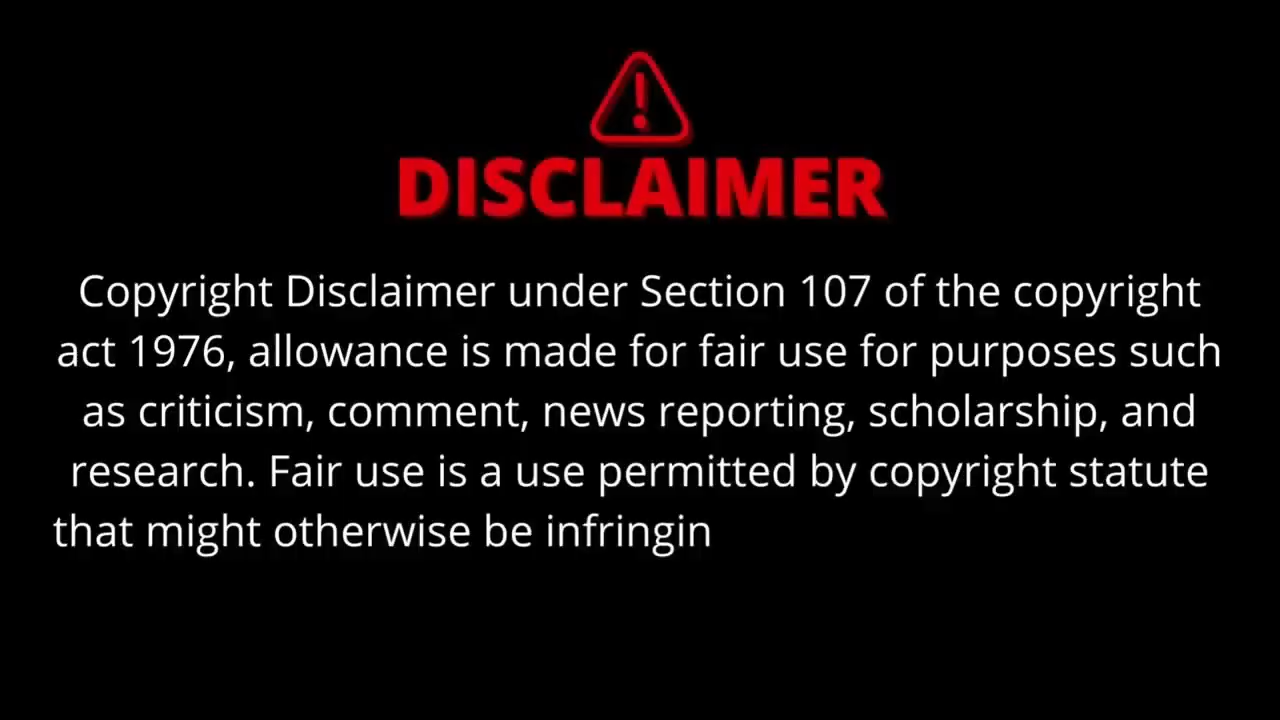 DISCLAIMER
Copyright Disclaimer under Section 107 of the copyright
act 1976, allowance is made for fair use for purposes such
as criticism, comment, news reporting, scholarship, and
research. Fair use is a use permitted by copyright statute
that might otherwise be infringin